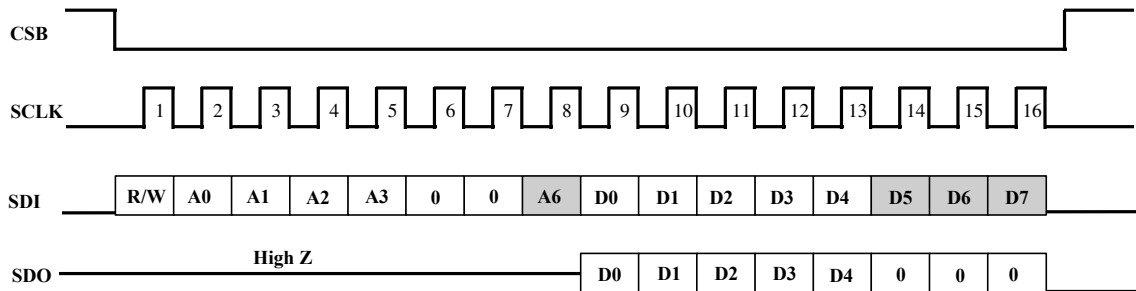 CSB
SCLK 1 2 3 4 5 6 7 8 9 10 11 12 13 14 15 16
SDI R/W A0 A1 A2 A3 0 0 A6 D0 D1 D2 D3 D4 D5 D6 D7
High Z
SDO D0 D1 D2 D3 D4 0 0 0